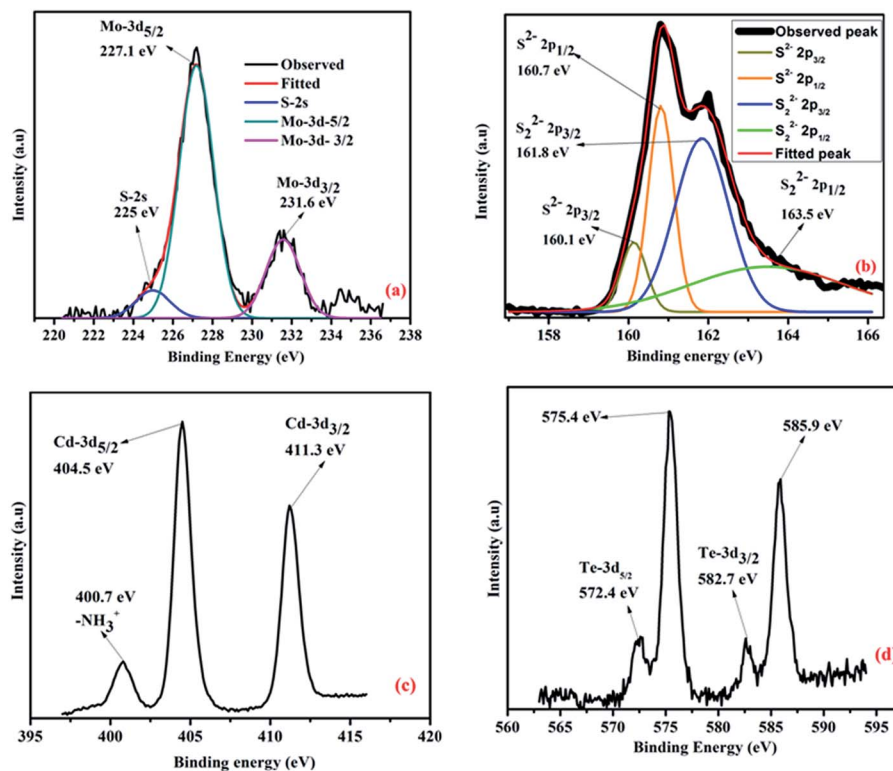 Mo-3d5/2
227.1 eV
Observed
Fitted
S-2s
Mo-3d-5/2
Mo-3d- 3/2
S-2s
225 eV
Mo-3d3/2
231.6 eV
(a)
Intensity (a.u)
220 222 224 226 228 230 232 234 236 238
Binding Energy (eV)
S2- 2p1/2
160.7 eV
S22- 2p3/2
161.8 eV
S2- 2p3/2
160.1 eV
Observed peak
S2- 2p3/2
S2- 2p1/2
S22- 2p3/2
S22- 2p1/2
Fitted peak
S22- 2p1/2
163.5 eV
(b)
Intensity (a.u)
158 160 162 164 166
Binding energy (eV)
Cd-3d5/2
404.5 eV
Cd-3d3/2
411.3 eV
400.7 eV
-NH3+
(c)
Intensity (a.u)
395 400 405 410 415 420
Binding energy (eV)
575.4 eV
585.9 eV
Te-3d5/2
572.4 eV
Te-3d3/2
582.7 eV
(d)
Intensity (a.u)
560 565 570 575 580 585 590 595
Binding Energy (eV)